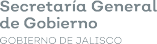 Secretaría General
de Gobierno
GOBIERNO DE JALISCO